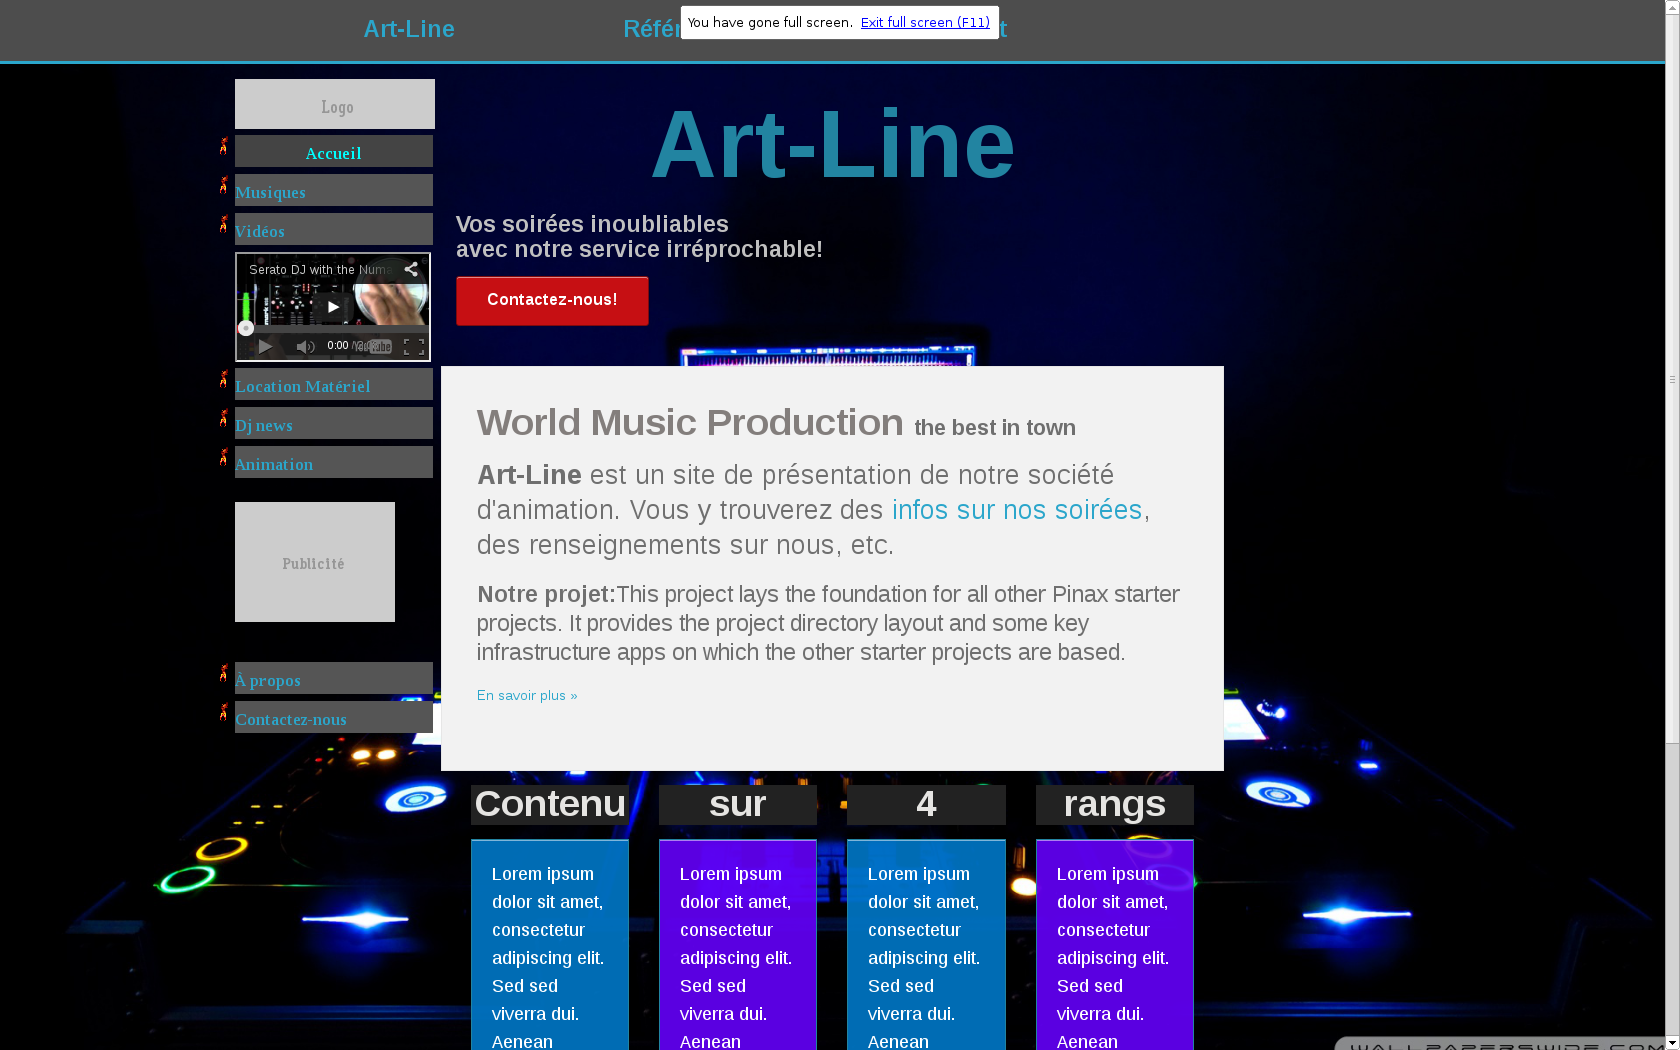 Art-Line
Référ
t
You have gone full screen. Exit full screen (F11)
Logo
Accueil
Musiques
Vidéos
Serato DJ with the Nume
0:00
YouTube
Location Matériel
Dj news
Animation
Publicité
À propos
Contactez-nous
Art-Line
Vos soirées inoubliables
avec notre service irréprochable!
Contactez-nous!
World Music Production the best in town
Art-Line est un site de présentation de notre société
d'animation. Vous y trouverez des infos sur nos soirées,
des renseignements sur nous, etc.
Notre projet:This project lays the foundation for all other Pinax starter
projects. It provides the project directory layout and some key
infrastructure apps on which the other starter projects are based.
En savoir plus »
Contenu
sur
4
rangs
Lorem ipsum
dolor sit amet,
consectetur
adipiscing elit.
Sed sed
viverra dui.
Aenean
Lorem ipsum
dolor sit amet,
consectetur
adipiscing elit.
Sed sed
viverra dui.
Aenean
Lorem ipsum
dolor sit amet,
consectetur
adipiscing elit.
Sed sed
viverra dui.
Aenean
Lorem ipsum
dolor sit amet,
consectetur
adipiscing elit.
Sed sed
viverra dui.
Aenean
WALLPAPERSWIDE.COM